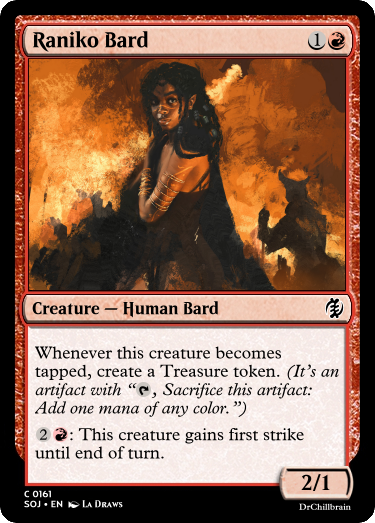 Raniko Bard 1
Creature — Human Bard
Whenever this creature becomes
tapped, create a Treasure token. (It's an
artifact with “, Sacrifice this artifact:
Add one mana of any color.”)
2 : This creature gains first strike
until end of turn.
2/1
C 0161
SOJ • EN LA DRAWS
DrChillbrain